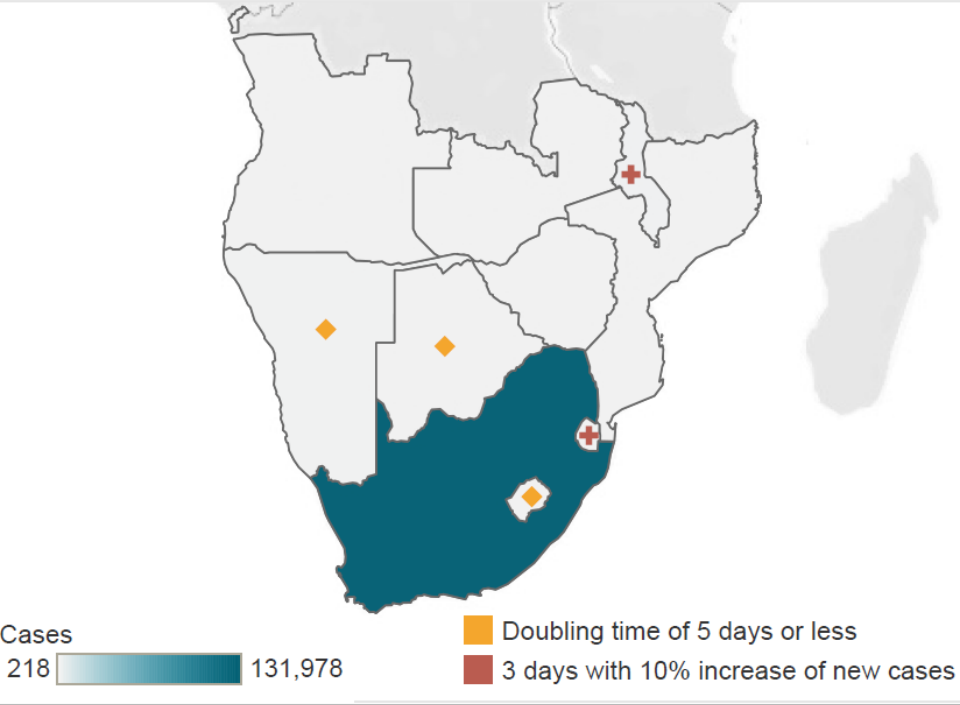 Cases
218 131,978
Doubling time of 5 days or less
3 days with 10% increase of new cases